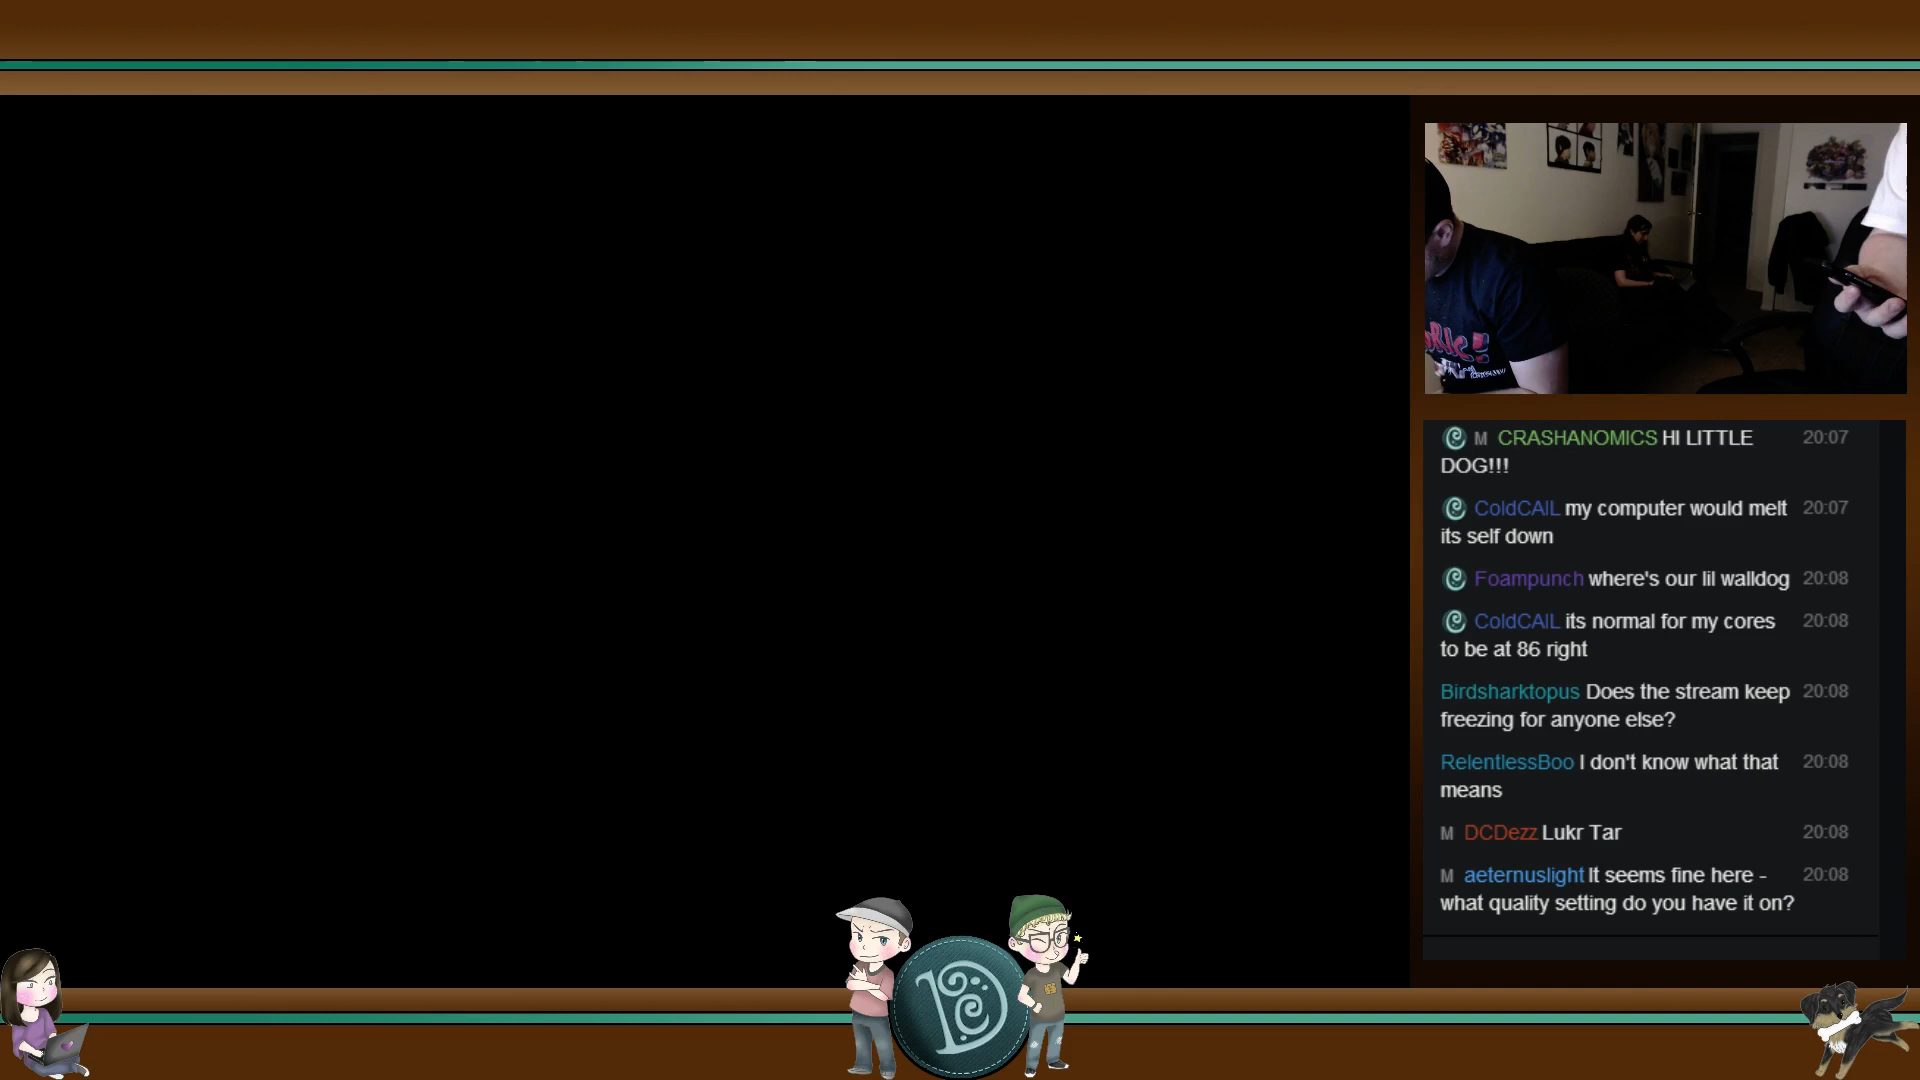 M CRASHANOMICS HI LITTLE 20:07
DOG!!!
ColdCAIL my computer would melt 20:07
its self down
Foampunch where's our lil walldog 20:08
ColdCAIL its normal for my cores 20:08
to be at 86 right
Birdsharktopus Does the stream keep 20:08
freezing for anyone else?
RelentlessBoo I don't know what that 20:08
means
M DCDezz Lukr Tar 20:08
M aeternuslight It seems fine here - 20:08
what quality setting do you have it on?
D